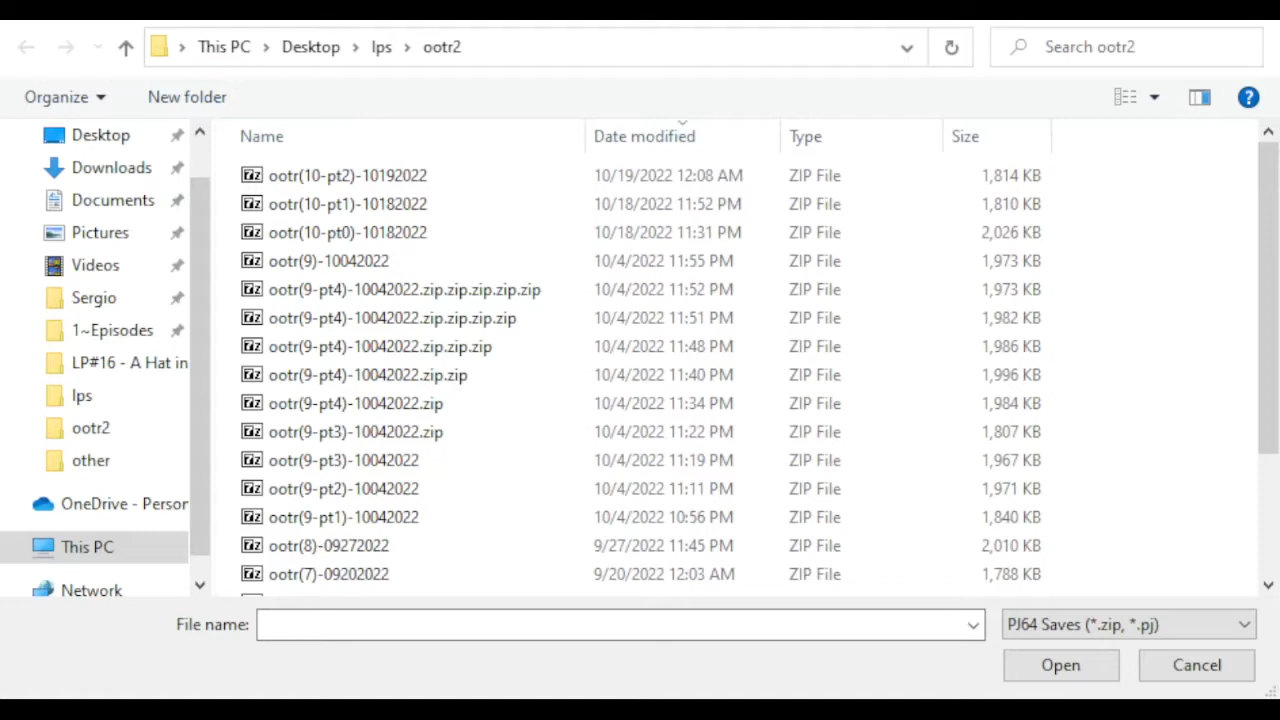 This PC > Desktop > lps > ootr2
Search ootr2
Organize
New folder
Name Date modified Type Size
Desktop
Downloads
Documents
Pictures
Videos
Sergio
1~Episodes
LP#16 - A Hat in
lps
ootr2
other
OneDrive - Person
This PC
Network
ootr(10-pt2)-10192022 10/19/2022 12:08 AM ZIP File 1,814 KB
ootr(10-pt1)-10182022 10/18/2022 11:52 PM ZIP File 1,810 KB
ootr(10-pt0)-10182022 10/18/2022 11:31 PM ZIP File 2,026 KB
ootr(9)-10042022 10/4/2022 11:55 PM ZIP File 1,973 KB
ootr(9-pt4)-10042022.zip.zip.zip.zip.zip 10/4/2022 11:52 PM ZIP File 1,973 KB
ootr(9-pt4)-10042022.zip.zip.zip.zip 10/4/2022 11:51 PM ZIP File 1,982 KB
ootr(9-pt4)-10042022.zip.zip.zip 10/4/2022 11:48 PM ZIP File 1,986 KB
ootr(9-pt4)-10042022.zip.zip 10/4/2022 11:40 PM ZIP File 1,996 KB
ootr(9-pt4)-10042022.zip 10/4/2022 11:34 PM ZIP File 1,984 KB
ootr(9-pt3)-10042022.zip 10/4/2022 11:22 PM ZIP File 1,807 KB
ootr(9-pt3)-10042022 10/4/2022 11:19 PM ZIP File 1,967 KB
ootr(9-pt2)-10042022 10/4/2022 11:11 PM ZIP File 1,971 KB
ootr(9-pt1)-10042022 10/4/2022 10:56 PM ZIP File 1,840 KB
ootr(8)-09272022 9/27/2022 11:45 PM ZIP File 2,010 KB
ootr(7)-09202022 9/20/2022 12:03 AM ZIP File 1,788 KB
File name:
PJ64 Saves (*.zip, *.pj)
Open
Cancel